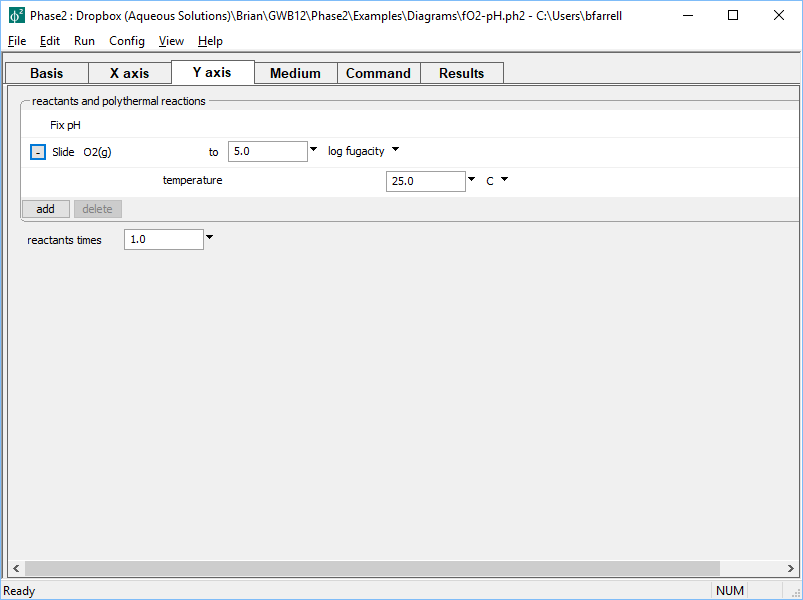 Phase2 : Dropbox (Aqueous Solutions)\Brian\GWB12\Phase2\Examples\Diagrams\fO2-pH.ph2 - C:\Users\bfarrell
File Edit Run Config View Help
Basis X axis Y axis Medium Command Results
reactants and polythermal reactions
Fix pH
- Slide O2(g) to 5.0 log fugacity
temperature 25.0 C
add delete
reactants times 1.0
Ready NUM